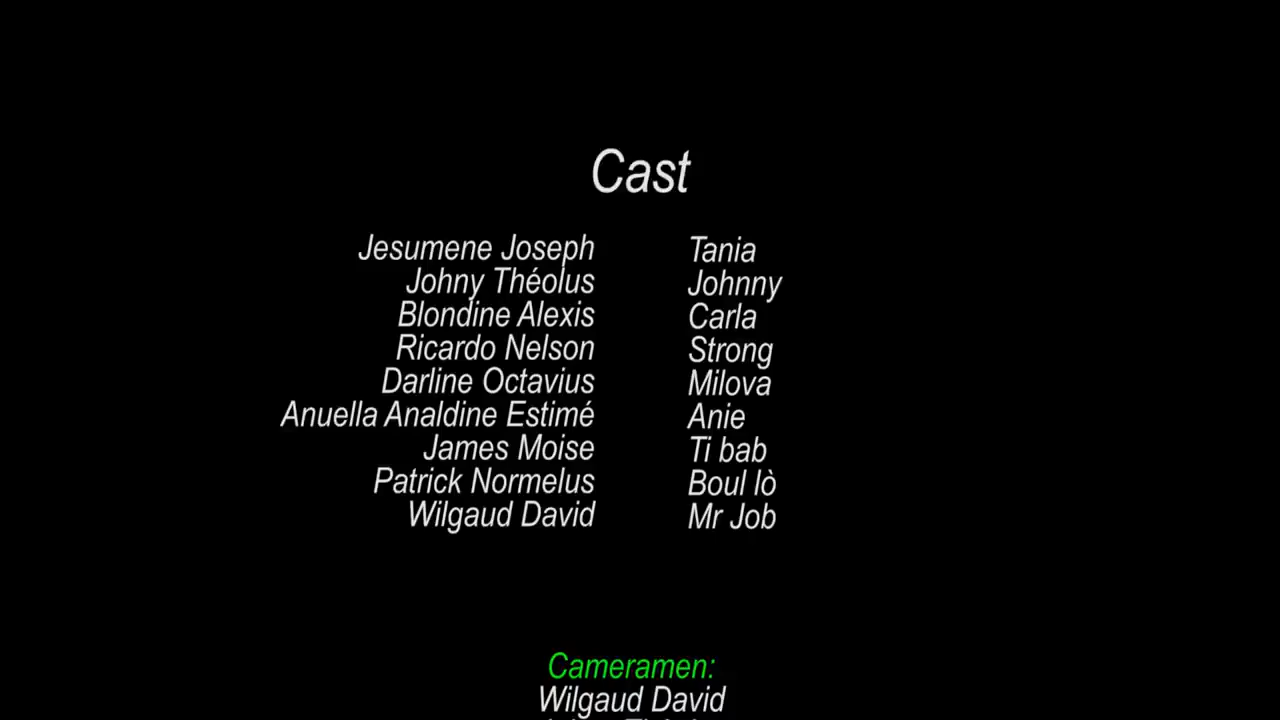 Cast
Jesumene Joseph Tania
Johny Théolus Johnny
Blondine Alexis Carla
Ricardo Nelson Strong
Darline Octavius Milova
Anuella Analdine Estimé Anie
James Moise Ti bab
Patrick Normelus Boul lò
Wilgaud David Mr Job
Cameramen:
Wilgaud David